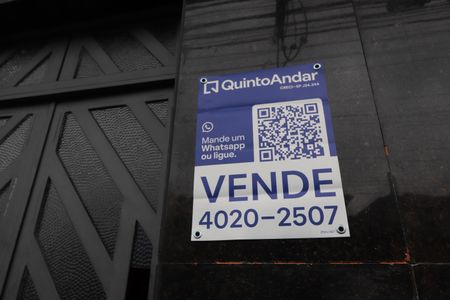 QuintoAndar
CRECI-SP J24.344
Mande um
Whatsapp
ou ligue.
VENDE
4020-2507